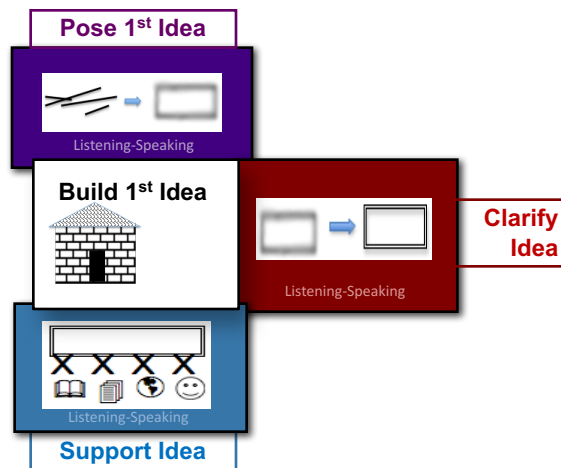 Pose 1st Idea
Listening-Speaking
Build 1st Idea
Clarify
Idea
Listening-Speaking
X X X X
Listening-Speaking
Support Idea